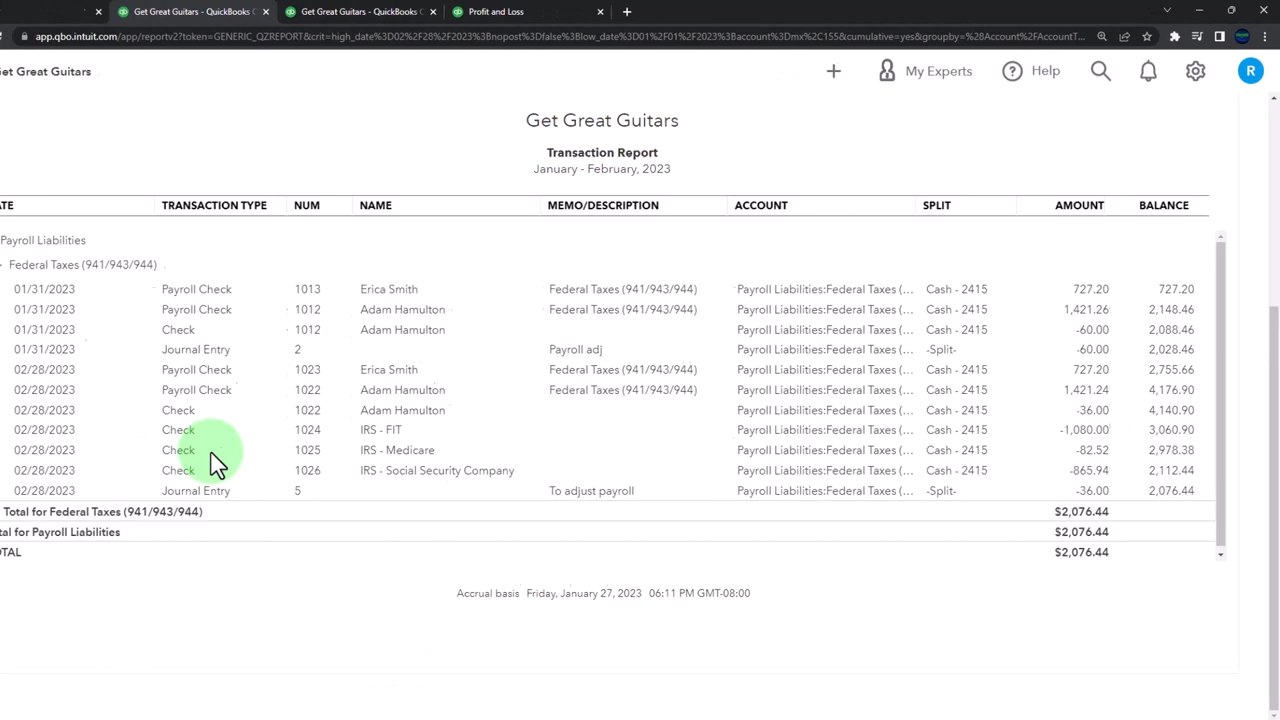 Get Great Guitars - QuickBooks C
Get Great Guitars - QuickBooks C
Profit and Loss
app.qbo.intuit.com/app/reportv2?token=GENERIC_QZREPORT&crit=high_date%3D02%2F28%2F2023%3Bnopost%3Dfalse%3Blow_date%3D01%2F01%2F2023%3Baccount%3Dmx%2C155&cumulative=yes&groupby=%28Account%2FAccountT...
et Great Guitars
My Experts
Help
R
Get Great Guitars
Transaction Report
January - February, 2023
TE TRANSACTION TYPE NUM NAME MEMO/DESCRIPTION ACCOUNT SPLIT AMOUNT BALANCE
Payroll Liabilities
Federal Taxes (941/943/944)
01/31/2023 Payroll Check 1013 Erica Smith Federal Taxes (941/943/944) Payroll Liabilities:Federal Taxes (... Cash - 2415 727.20 727.20
01/31/2023 Payroll Check 1012 Adam Hamulton Federal Taxes (941/943/944) Payroll Liabilities:Federal Taxes (... Cash - 2415 1,421.26 2,148.46
01/31/2023 Check 1012 Adam Hamulton Payroll Liabilities:Federal Taxes (... Cash - 2415 -60.00 2,088.46
01/31/2023 Journal Entry 2 Payroll adj Payroll Liabilities:Federal Taxes (... -Split- -60.00 2,028.46
02/28/2023 Payroll Check 1023 Erica Smith Federal Taxes (941/943/944) Payroll Liabilities:Federal Taxes (... Cash - 2415 727.20 2,755.66
02/28/2023 Payroll Check 1022 Adam Hamulton Federal Taxes (941/943/944) Payroll Liabilities:Federal Taxes (... Cash - 2415 1,421.24 4,176.90
02/28/2023 Check 1022 Adam Hamulton Payroll Liabilities:Federal Taxes (... Cash - 2415 -36.00 4,140.90
02/28/2023 Check 1024 IRS - FIT Payroll Liabilities:Federal Taxes (... Cash - 2415 -1,080.00 3,060.90
02/28/2023 Check 1025 IRS - Medicare Payroll Liabilities:Federal Taxes (... Cash - 2415 -82.52 2,978.38
02/28/2023 Check 1026 IRS - Social Security Company Payroll Liabilities:Federal Taxes (... Cash - 2415 -865.94 2,112.44
02/28/2023 Journal Entry 5 To adjust payroll Payroll Liabilities:Federal Taxes (... -Split- -36.00 2,076.44
Total for Federal Taxes (941/943/944) $2,076.44
tal for Payroll Liabilities $2,076.44
OTAL $2,076.44
Accrual basis Friday, January 27, 2023 06:11 PM GMT-08:00